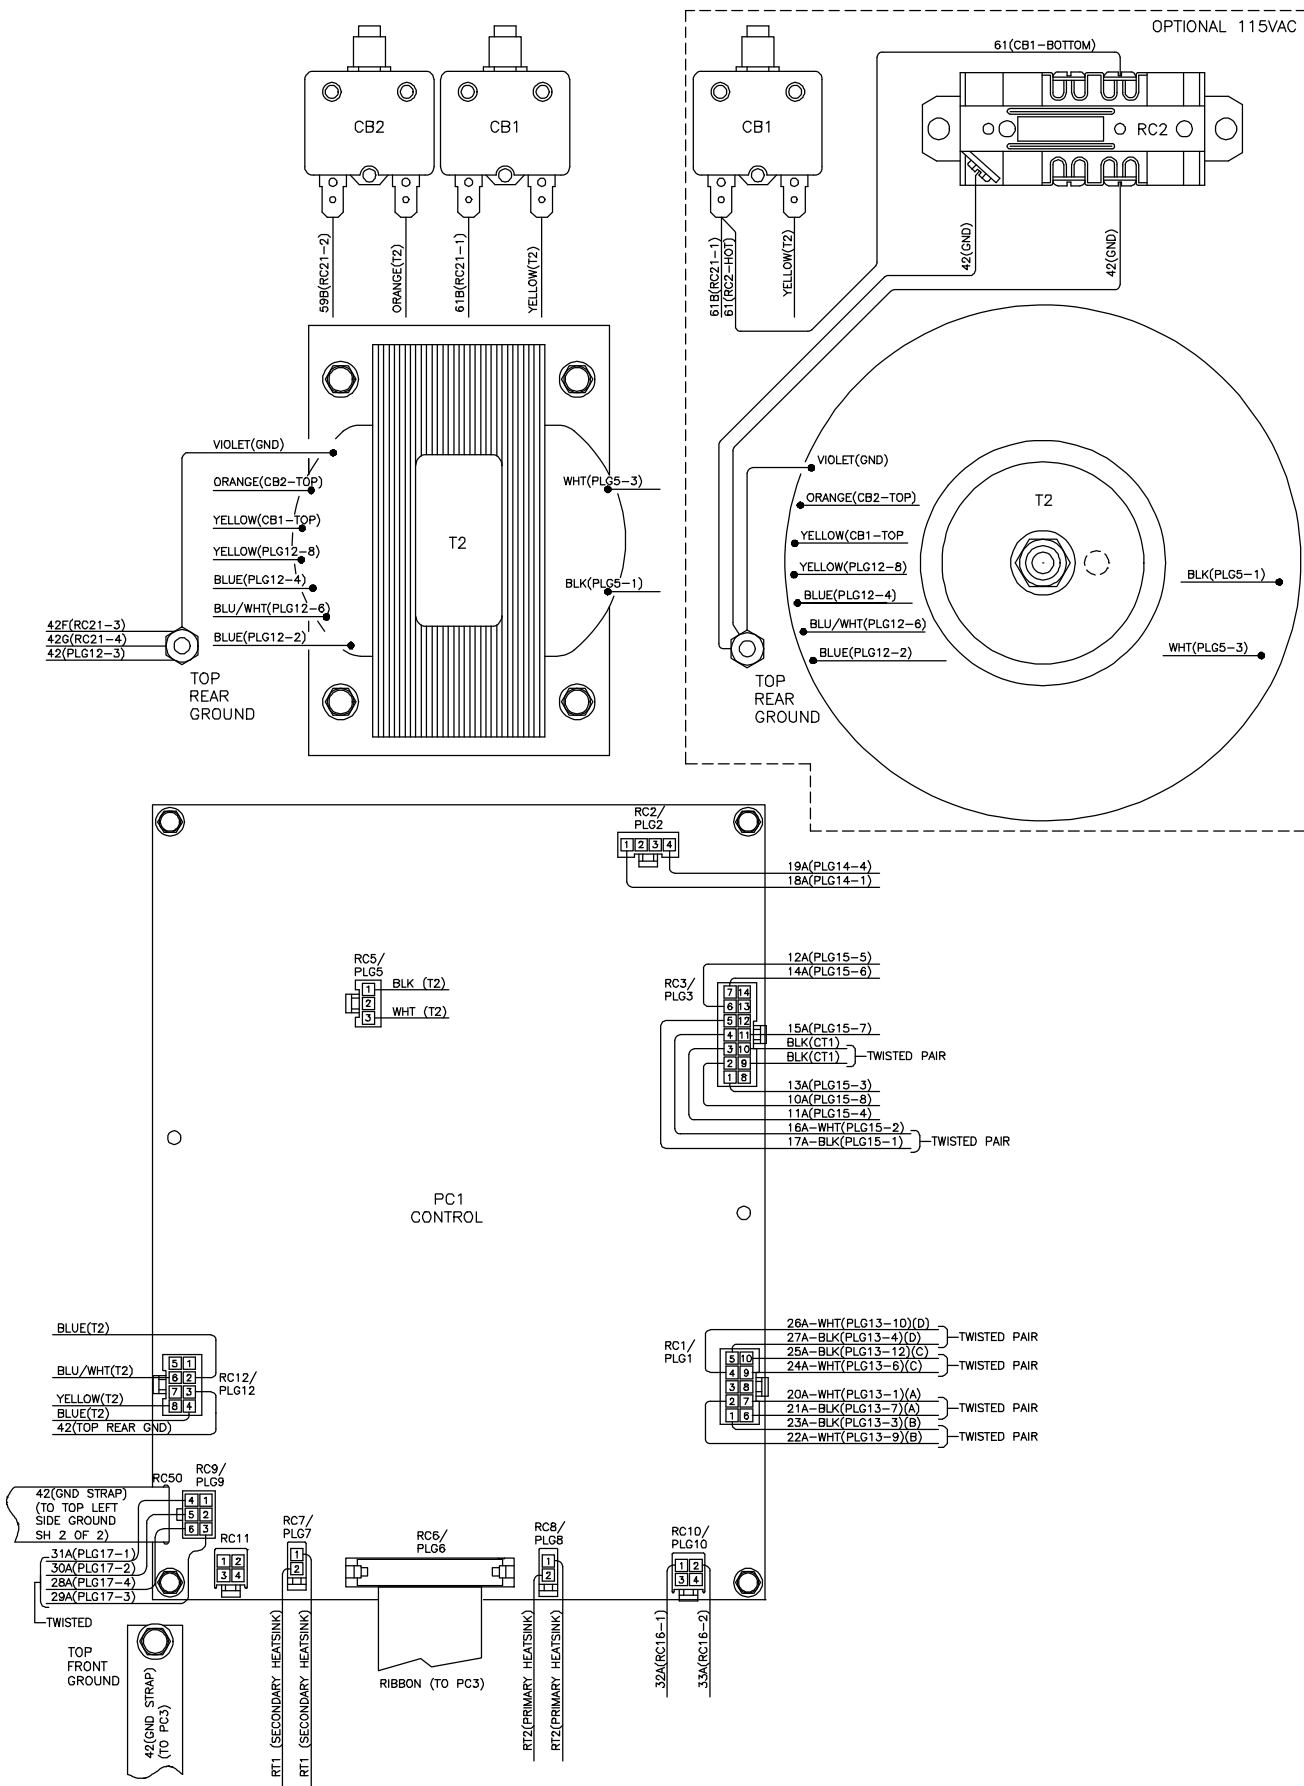 OPTIONAL 115VAC
61(CB1-BOTTOM)
CB2
CB1
CB1
RC2
59B(RC21-2)
ORANGE(T2)
61B(RC21-1)
YELLOW(T2)
61B(RC21-1)
61(RC2-HOT)
YELLOW(T2)
42(GND)
42(GND)
VIOLET(GND)
ORANGE(CB2-TOP)
YELLOW(CB1-TOP)
YELLOW(PLG12-8)
BLUE(PLG12-4)
BLU/WHT(PLG12-6)
BLUE(PLG12-2)
T2
WHT(PLG5-3)
BLK(PLG5-1)
42F(RC21-3)
42G(RC21-4)
42(PLG12-3)
TOP
REAR
GROUND
VIOLET(GND)
ORANGE(CB2-TOP)
YELLOW(CB1-TOP
YELLOW(PLG12-8)
BLUE(PLG12-4)
BLU/WHT(PLG12-6)
BLUE(PLG12-2)
T2
BLK(PLG5-1)
WHT(PLG5-3)
TOP
REAR
GROUND
RC2/
PLG2
1 2 3 4
19A(PLG14-4)
18A(PLG14-1)
RC5/
PLG5
1
2
3
BLK (T2)
WHT (T2)
RC3/
PLG3
7 14
6 13
5 12
4 11
3 10
2 9
1 8
12A(PLG15-5)
14A(PLG15-6)
15A(PLG15-7)
BLK(CT1)
BLK(CT1)
TWISTED PAIR
13A(PLG15-3)
10A(PLG15-8)
11A(PLG15-4)
16A-WHT(PLG15-2)
17A-BLK(PLG15-1)
TWISTED PAIR
PC1
CONTROL
BLUE(T2)
BLU/WHT(T2)
YELLOW(T2)
BLUE(T2)
42(TOP REAR GND)
5 1
6 2
7 3
8 4
RC12/
PLG12
RC1/
PLG1
5 10
4 9
3 8
2 7
1 6
26A-WHT(PLG13-10)(D)
27A-BLK(PLG13-4)(D)
TWISTED PAIR
25A-BLK(PLG13-12)(C)
24A-WHT(PLG13-6)(C)
TWISTED PAIR
20A-WHT(PLG13-1)(A)
21A-BLK(PLG13-7)(A)
TWISTED PAIR
23A-BLK(PLG13-3)(B)
22A-WHT(PLG13-9)(B)
TWISTED PAIR
RC50
RC9/
PLG9
4 1
5 2
6 3
42(GND STRAP)
(TO TOP LEFT
SIDE GROUND
SH 2 OF 2)
31A(PLG17-1)
30A(PLG17-2)
28A(PLG17-4)
29A(PLG17-3)
TWISTED
RC11
1 2
3 4
RC7/
PLG7
1
2
RC6/
PLG6
RC8/
PLG8
1
2
RC10/
PLG10
1 2
3 4
RT1 (SECONDARY HEATSINK)
RT1 (SECONDARY HEATSINK)
RIBBON (TO PC3)
RT2(PRIMARY HEATSINK)
RT2(PRIMARY HEATSINK)
32A(RC16-1)
33A(RC16-2)
TOP
FRONT
GROUND
42(GND STRAP)
(TO PC3)